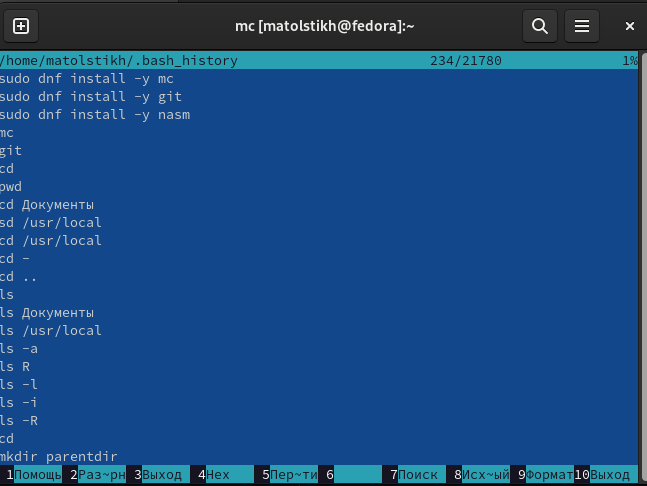 mc [matolstikh@fedora]:~
/home/matolstikh/.bash_history 234/21780 1%
sudo dnf install -y mc
sudo dnf install -y git
sudo dnf install -y nasm
mc
git
cd
pwd
cd Документы
sd /usr/local
cd /usr/local
cd -
cd ..
ls
ls Документы
ls /usr/local
ls -a
ls R
ls -l
ls -i
ls -R
cd
mkdir parentdir
1Помощь 2Раз~рн 3Выход 4Hex 5Пер~ти 6 7Поиск 8Исх~ый 9Формат 10Выход